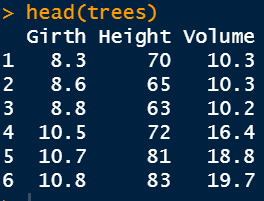 > head(trees)
  Girth Height Volume
1   8.3     70   10.3
2   8.6     65   10.3
3   8.8     63   10.2
4  10.5     72   16.4
5  10.7     81   18.8
6  10.8     83   19.7
>